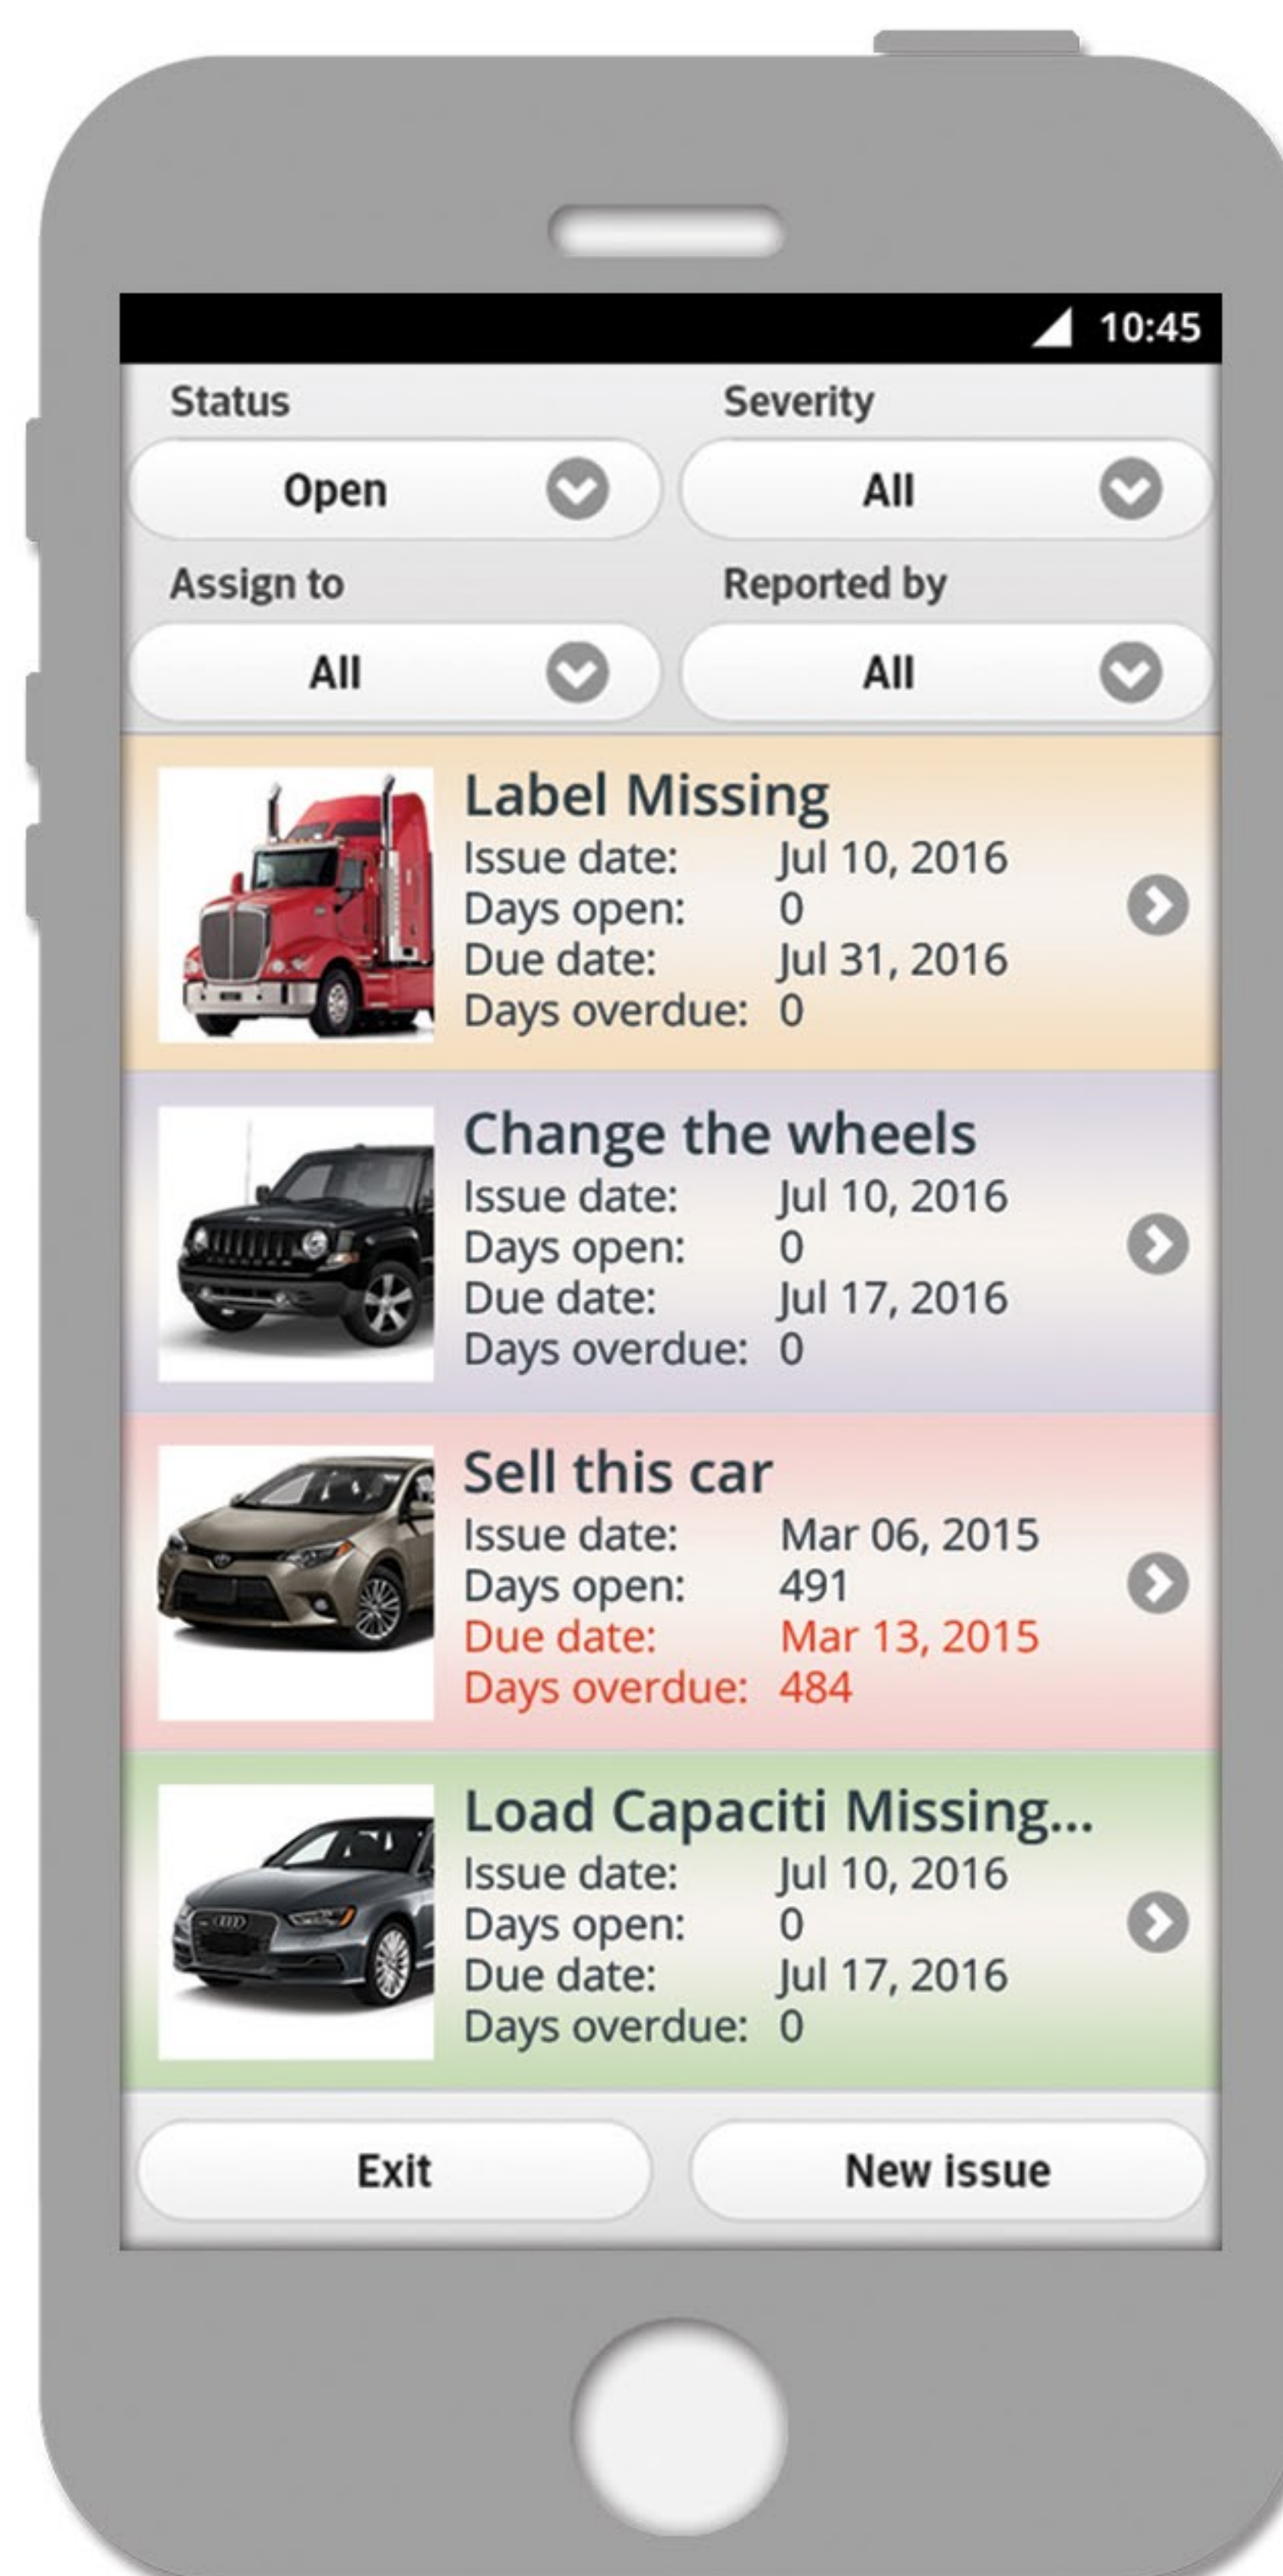 10:45
Status Severity
Open All
Assign to Reported by
All All
Label Missing
Issue date: Jul 10, 2016
Days open: 0
Due date: Jul 31, 2016
Days overdue: 0
Change the wheels
Issue date: Jul 10, 2016
Days open: 0
Due date: Jul 17, 2016
Days overdue: 0
Sell this car
Issue date: Mar 06, 2015
Days open: 491
Due date: Mar 13, 2015
Days overdue: 484
Load Capaciti Missing...
Issue date: Jul 10, 2016
Days open: 0
Due date: Jul 17, 2016
Days overdue: 0
Exit New issue